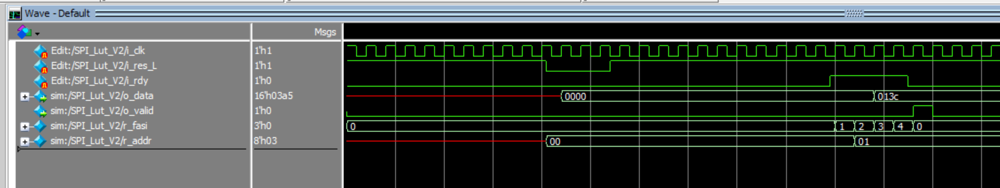 Wave - Default
Msgs
Edit:/SPI_Lut_V2/i_clk 1'h1
Edit:/SPI_Lut_V2/i_res_L 1'h1
Edit:/SPI_Lut_V2/i_rdy 1'h0
sim:/SPI_Lut_V2/o_data 16'h03a5 0000 013c
sim:/SPI_Lut_V2/o_valid 1'h0
sim:/SPI_Lut_V2/r_fasi 3'h0 0 1 2 3 4 0
sim:/SPI_Lut_V2/r_addr 8'h03 00 01